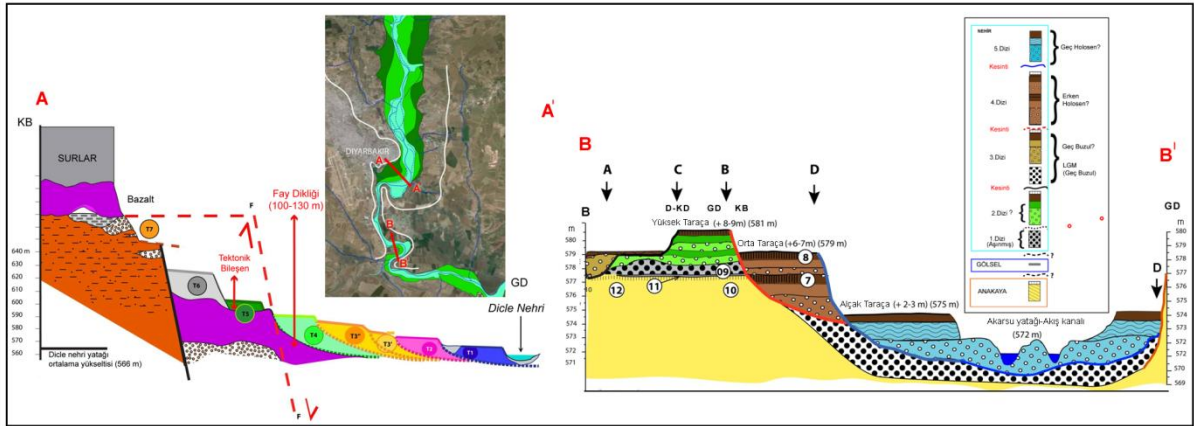 A
KB
SURLAR
Bazalt
T7
640 m
630
620
610
600
590
580
570
560
Dicle nehri yatağı
ortalama yükseltisi (566 m)
T6
Tektonik
Bileşen
T5
F
Fay Dikliği
(100-130 m)
F
T4
T3"
T3'
T2
T1
Dicle Nehri
GD
A'
DIYARBAKIR
A
A'
B
B'
B
A
C
B
D
D-KD
GD
KB
B
m
580
579
578
577
576
575
574
573
572
571
Yüksek Taraça (+ 8-9m) (581 m)
Orta Taraça (+6-7m) (579 m)
Alçak Taraça (+ 2-3 m) (575 m)
Akarsu yatağı-Akış kanalı
(572 m)
12
11
09
10
8
7
B'
GD
m
580
579
578
577
576
575
574
573
572
570
569
D
NEHİR
5.Dizi
Geç Holosen?
Kesinti
4.Dizi
Erken
Holosen?
Kesinti
?
3.Dizi
Geç Buzul?
LGM
(Geç Buzul)
Kesinti
2.Dizi ?
1.Dizi
(Aşınmış)
?
GÖLSEL
?
ANAKAYA